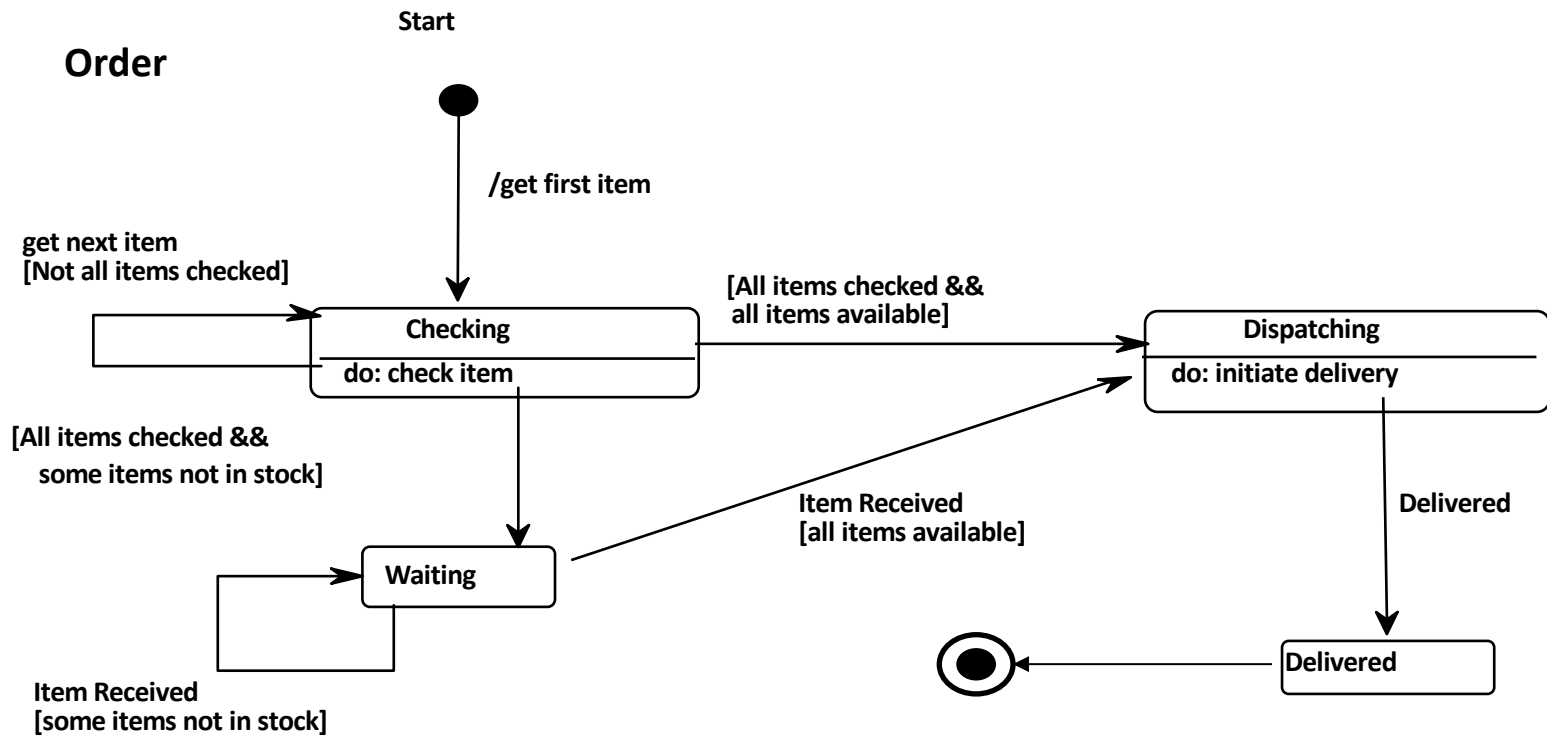 Start
Order
/get first item
get next item
[Not all items checked]
[All items checked &&
all items available]
Checking
do: check item
Dispatching
do: initiate delivery
[All items checked &&
some items not in stock]
Item Received
[all items available]
Delivered
Waiting
Delivered
Item Received
[some items not in stock]